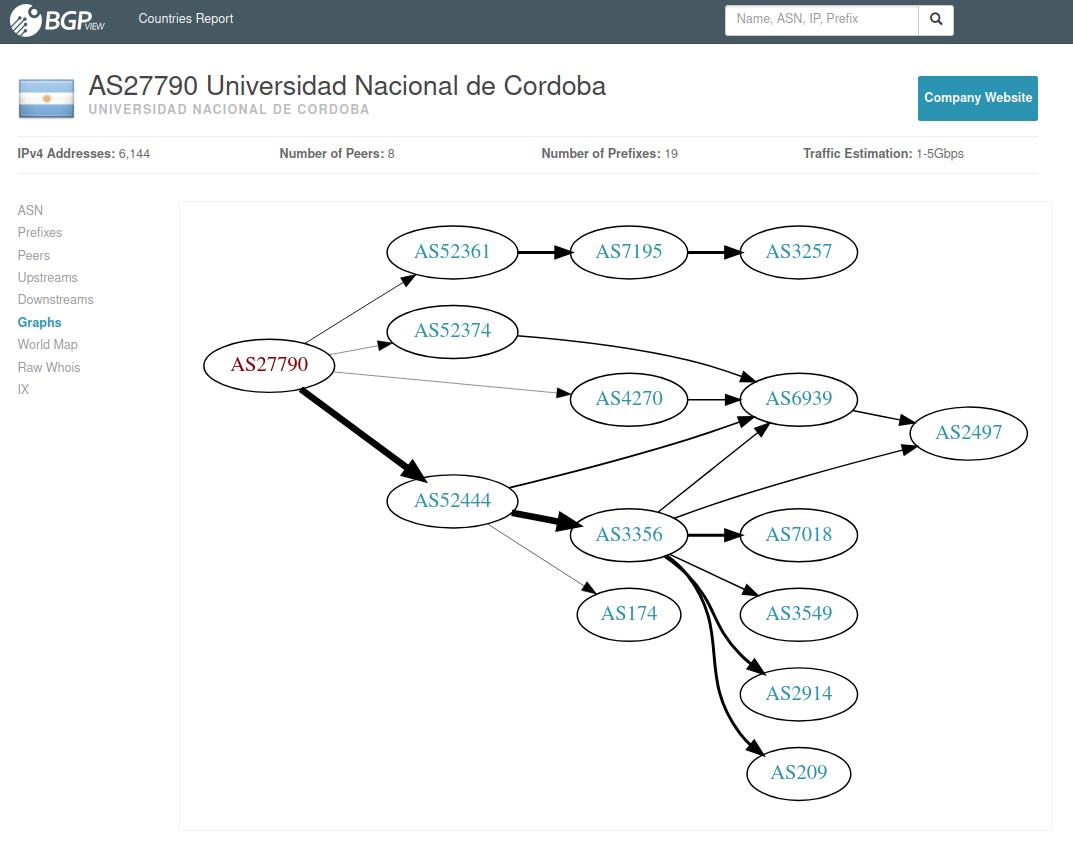 BGPVIEW
Countries Report
Name, ASN, IP, Prefix
AS27790 Universidad Nacional de Cordoba
UNIVERSIDAD NACIONAL DE CORDOBA
Company Website
IPv4 Addresses: 6,144
Number of Peers: 8
Number of Prefixes: 19
Traffic Estimation: 1-5Gbps
ASN
Prefixes
Peers
Upstreams
Downstreams
Graphs
World Map
Raw Whois
IX
AS52361
AS7195
AS3257
AS52374
AS27790
AS4270
AS6939
AS2497
AS52444
AS3356
AS7018
AS174
AS3549
AS2914
AS209